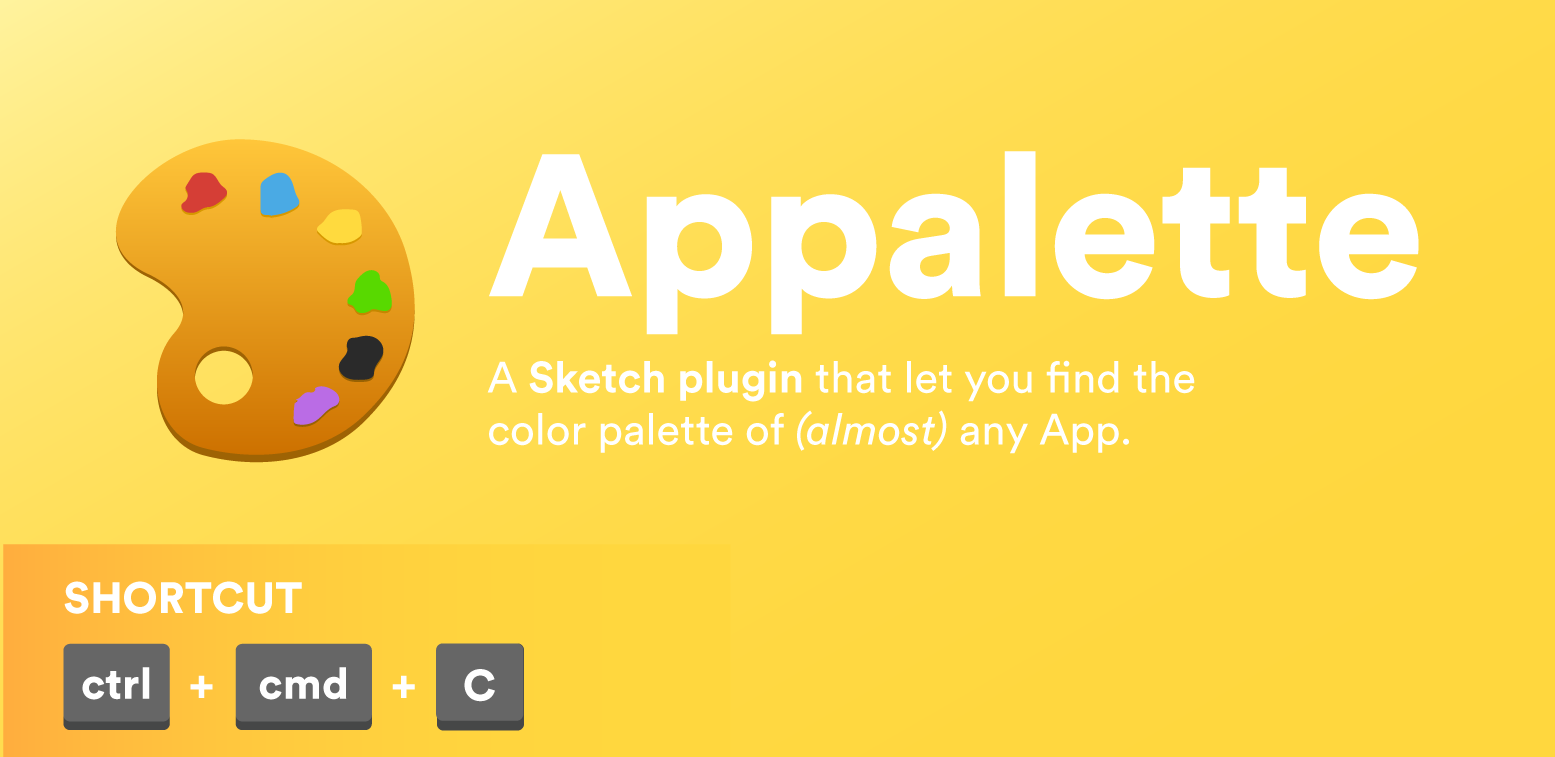 Appalette
A Sketch plugin that let you find the
color palette of (almost) any App.
SHORTCUT
ctrl + cmd + C